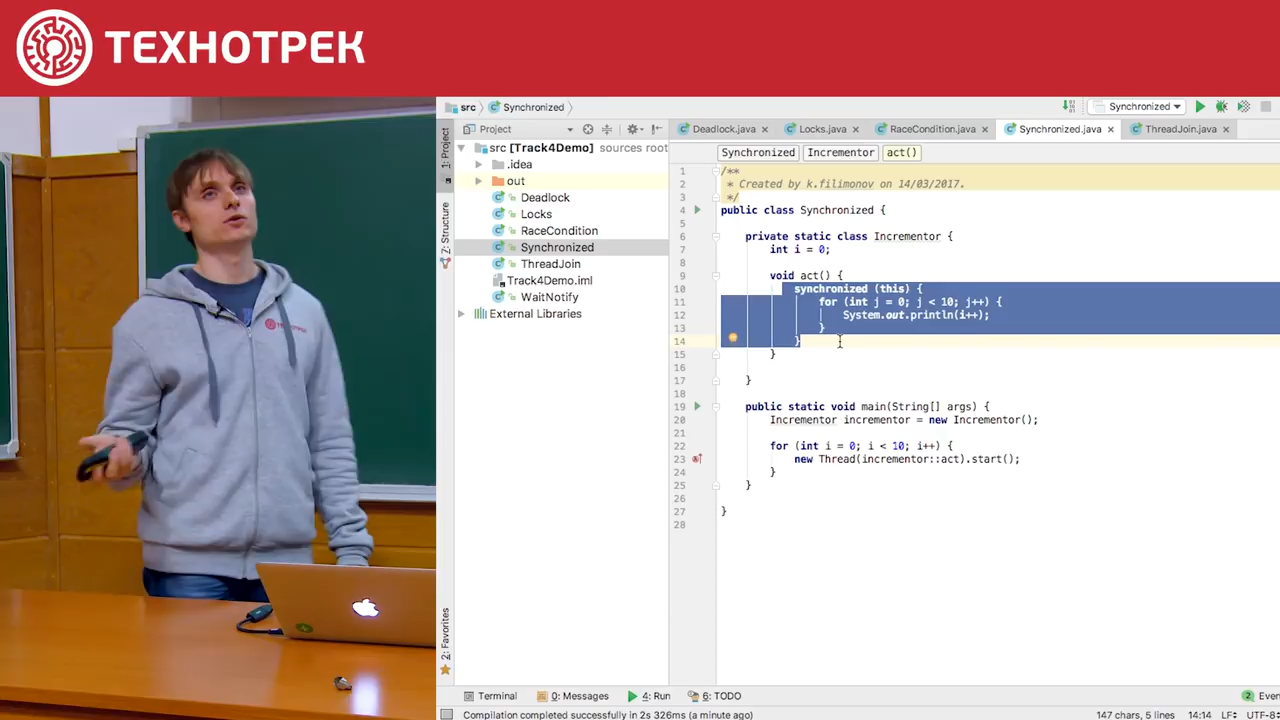 ТЕХНОТРЕК
src
Synchronized
Synchronized
Project
Deadlock.java
Locks.java
RaceCondition.java
Synchronized.java
ThreadJoin.java
1: Project
Z: Structure
2: Favorites
src [Track4Demo] sources root
.idea
out
Deadlock
Locks
RaceCondition
Synchronized
ThreadJoin
Track4Demo.iml
WaitNotify
External Libraries
Synchronized
Incrementor
act()
1 /**
2 * Created by k.filimonov on 14/03/2017.
3 */
4 public class Synchronized {
5
6 private static class Incrementor {
7 int i = 0;
8
9 void act() {
10 synchronized (this) {
11 for (int j = 0; j < 10; j++) {
12 System.out.println(i++);
13 }
14 }
15 }
16
17 }
18
19 public static void main(String[] args) {
20 Incrementor incrementor = new Incrementor();
21
22 for (int i = 0; i < 10; i++) {
23 new Thread(incrementor::act).start();
24 }
25 }
26
27 }
28
Terminal
0: Messages
4: Run
6: TODO
2 Even
Compilation completed successfully in 2s 326ms (a minute ago)
147 chars, 5 lines
14:14
LF÷
UTF-8